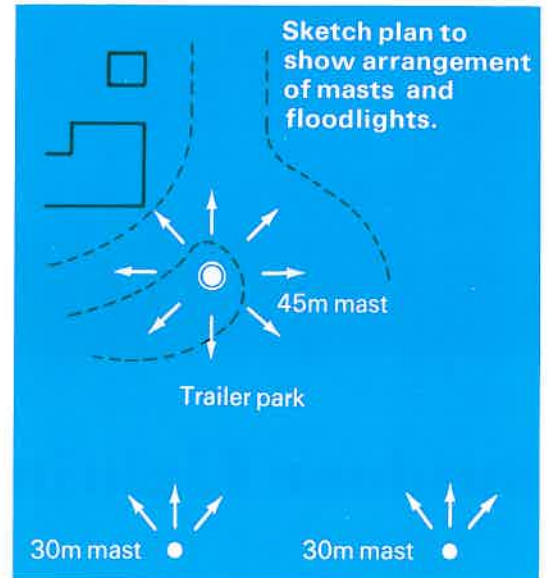 Sketch plan to
show arrangement
of masts and
floodlights.
45m mast
Trailer park
30m mast
30m mast